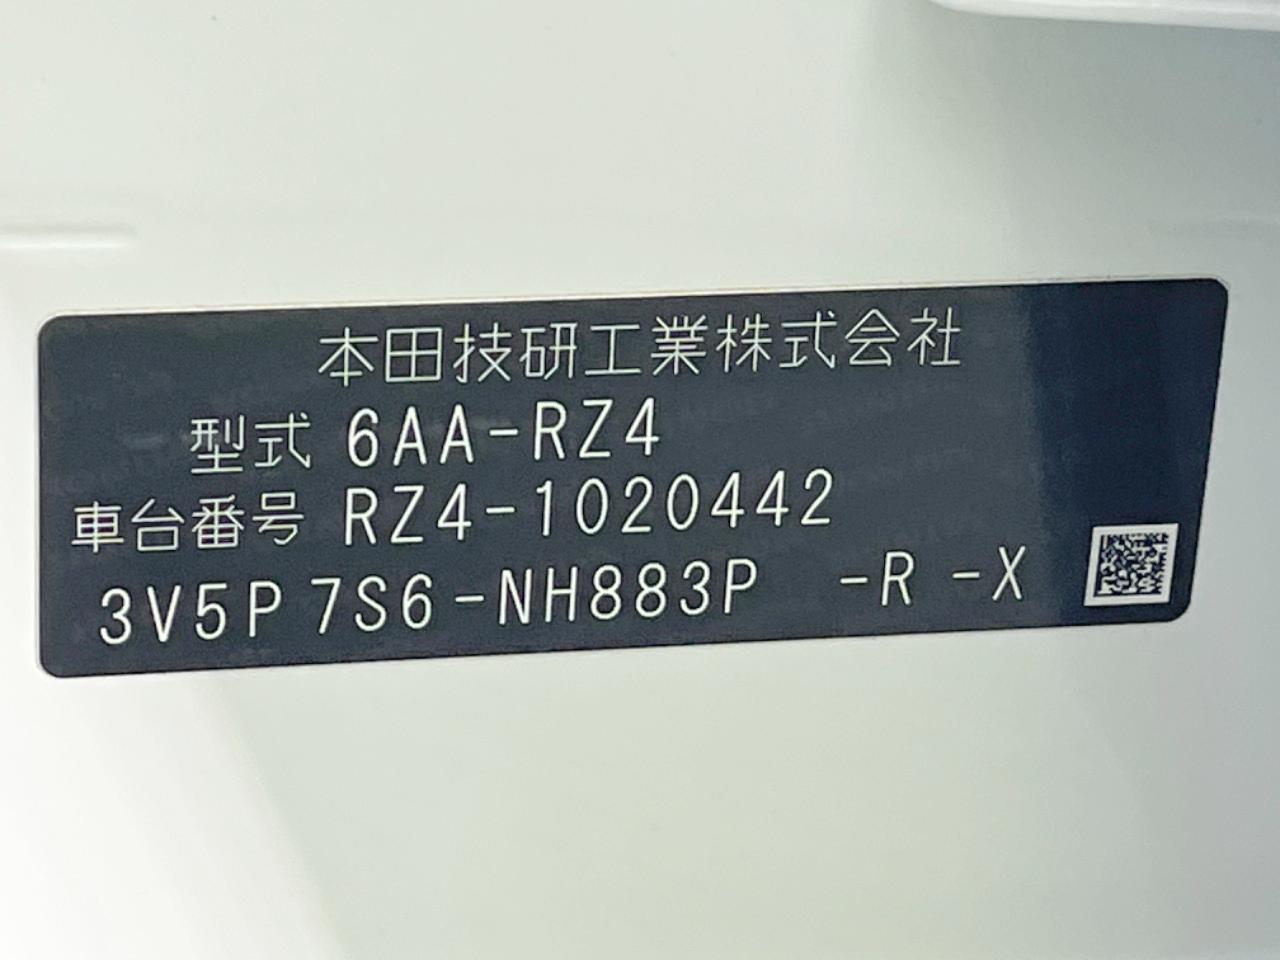 本田技研工業株式会社
型式 6AA-RZ4
車台番号 RZ4-1020442
3V5P 7S6-NH883P -R -X